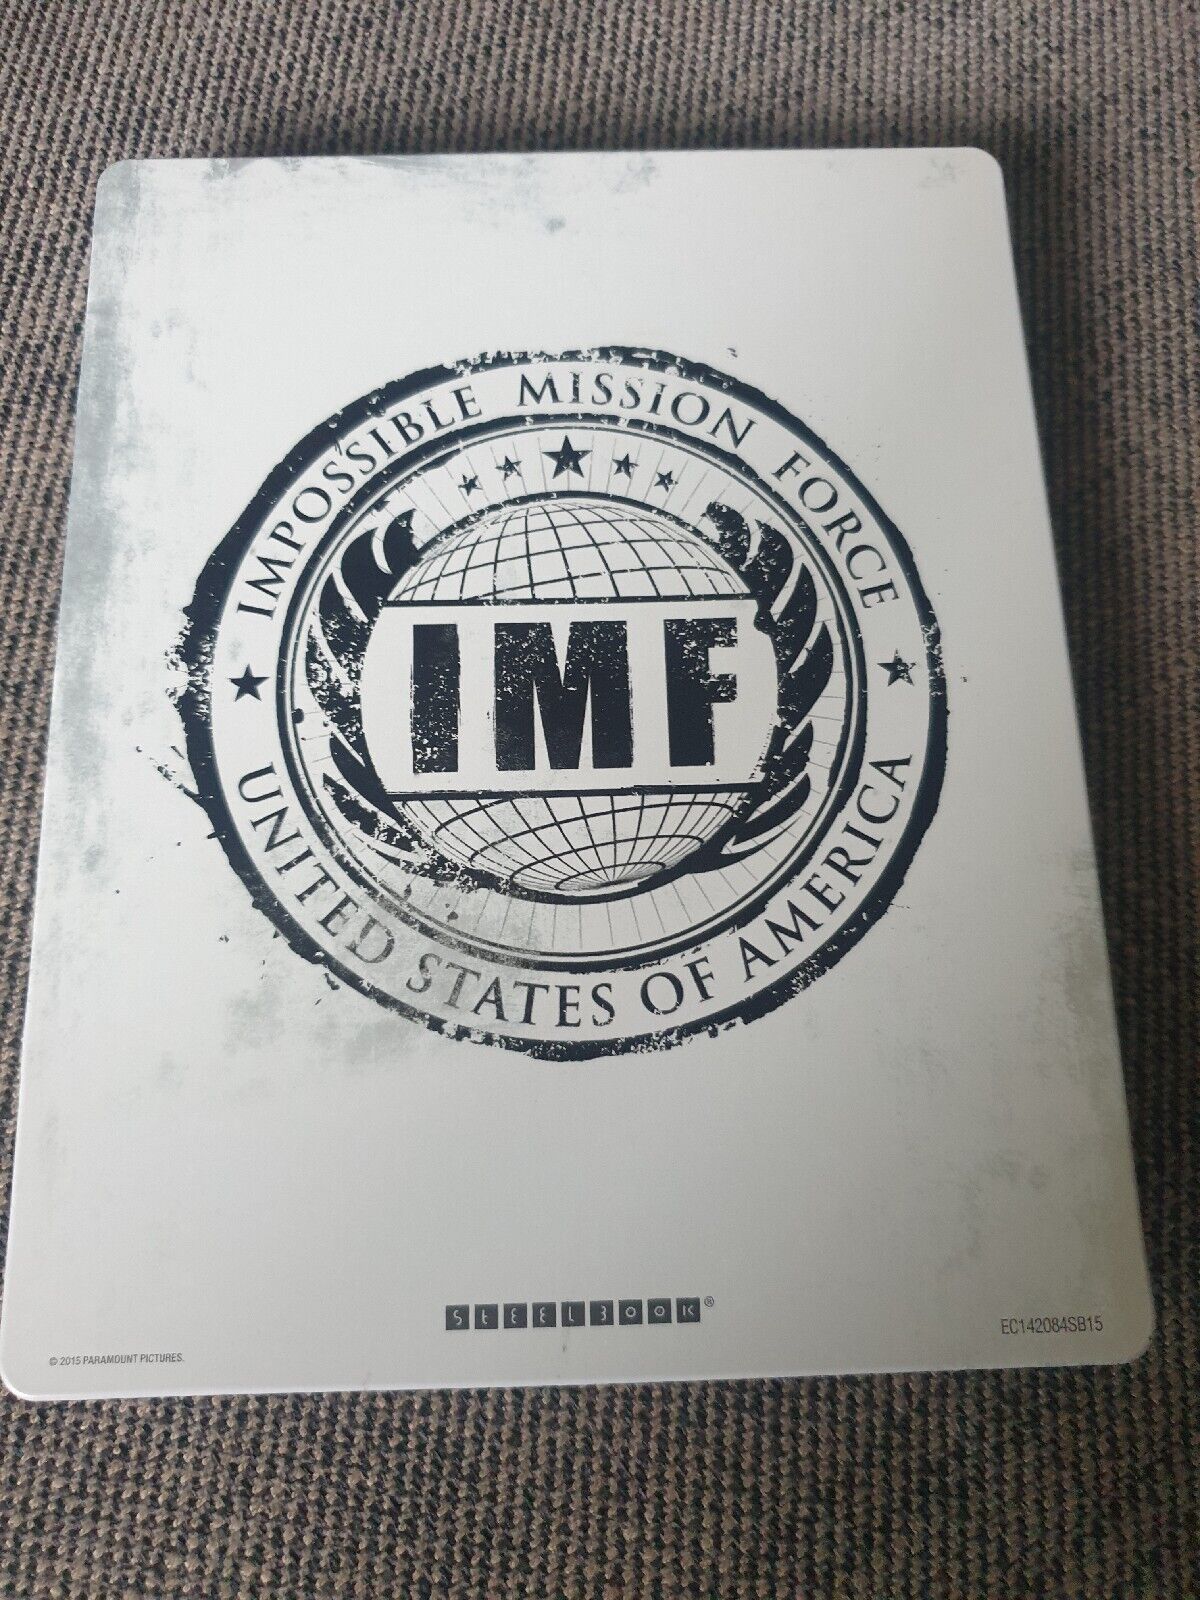 IMPOSSIBLE MISSION FORCE
IMF
UNITED STATES OF AMERICA
STEELBOOK®
EC142084SB15
© 2015 PARAMOUNT PICTURES.